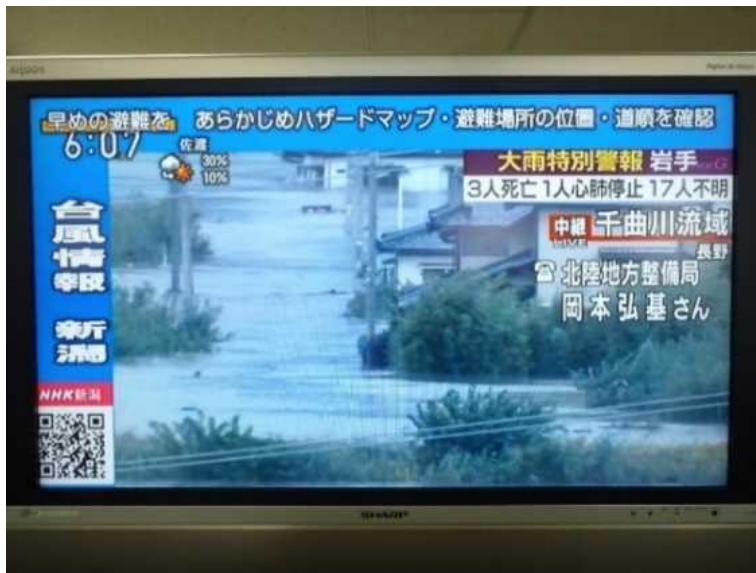 AQUOS
早めの避難を あらかじめハザードマップ・避難場所の位置・道順を確認
6:07
佐渡
30%
10%
大雨特別警報 岩手
3人死亡 1人心肺停止 17人不明
中継 千曲川流域
LIVE
長野
☎北陸地方整備局
岡本弘基さん
台風情報 新潟
NHK新潟
SHARP